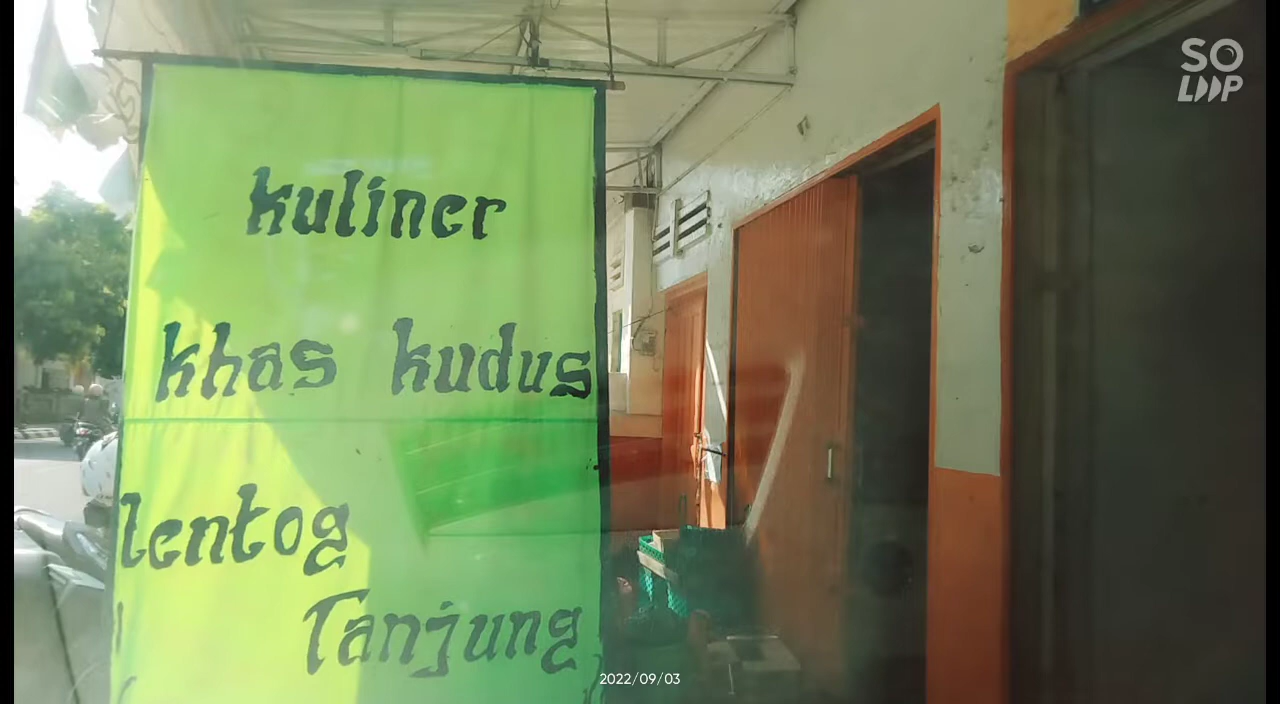 SO
LOOP
kuliner
khas kudus
lentog
Tanjung
2022/09/03